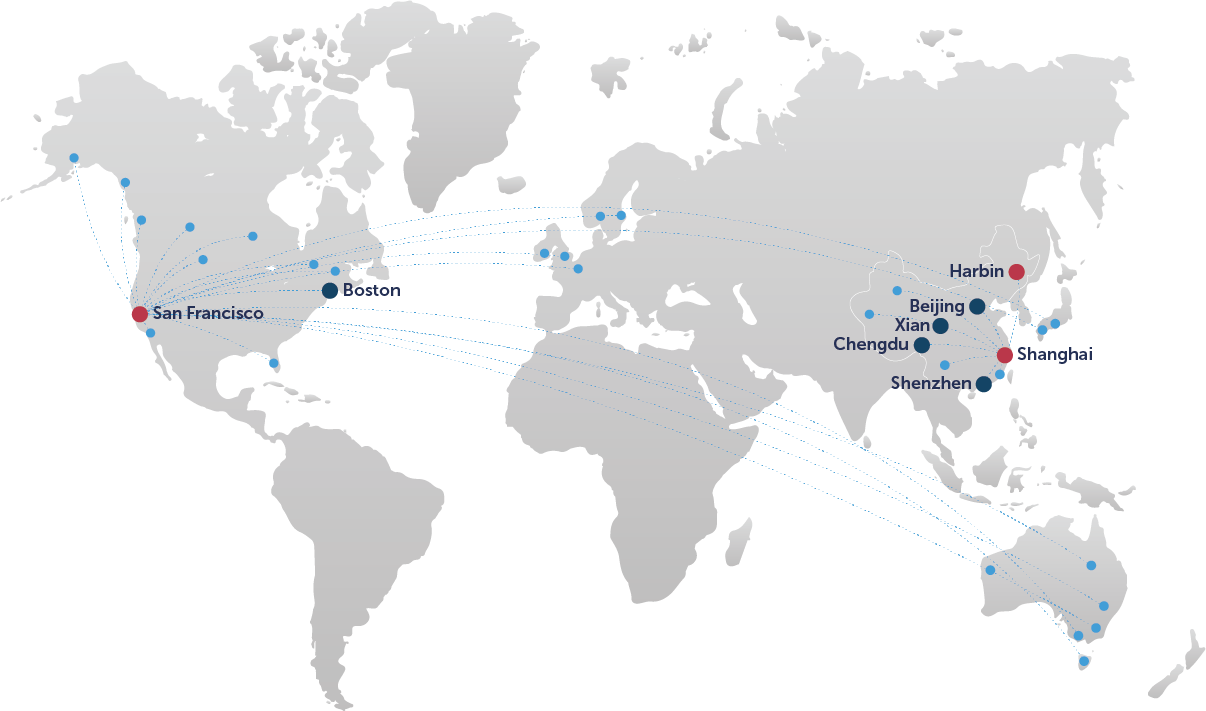 Harbin
Boston
Beijing
San Francisco
Xian
Chengdu
Shanghai
Shenzhen